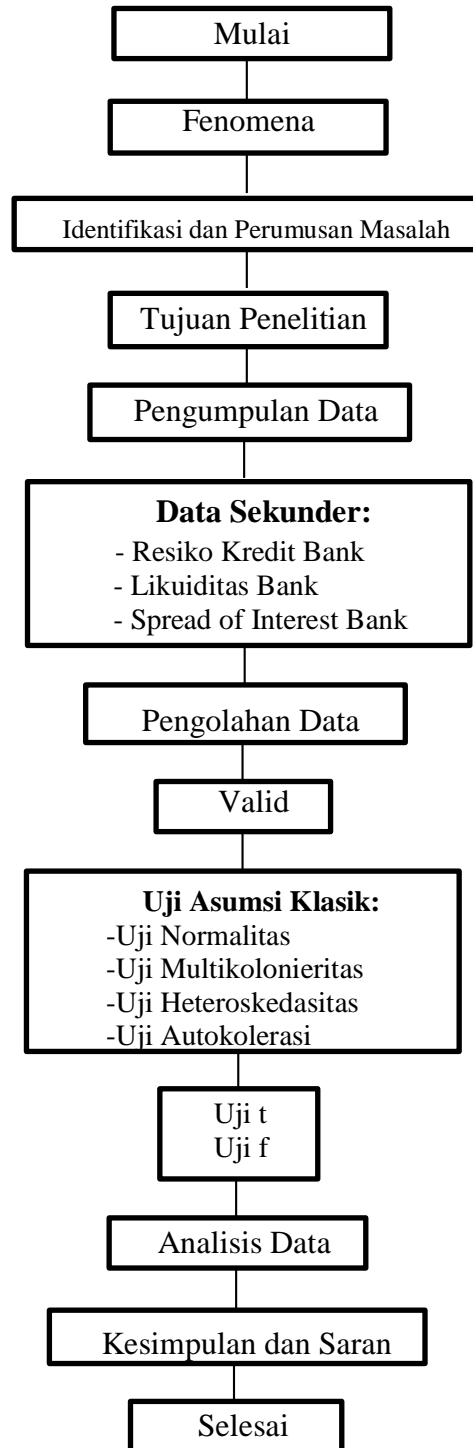 Mulai
Fenomena
Identifikasi dan Perumusan Masalah
Tujuan Penelitian
Pengumpulan Data
Data Sekunder:
- Resiko Kredit Bank
- Likuiditas Bank
- Spread of Interest Bank
Pengolahan Data
Valid
Uji Asumsi Klasik:
-Uji Normalitas
-Uji Multikolonieritas
-Uji Heteroskedasitas
-Uji Autokolerasi
Uji t
Uji f
Analisis Data
Kesimpulan dan Saran
Selesai